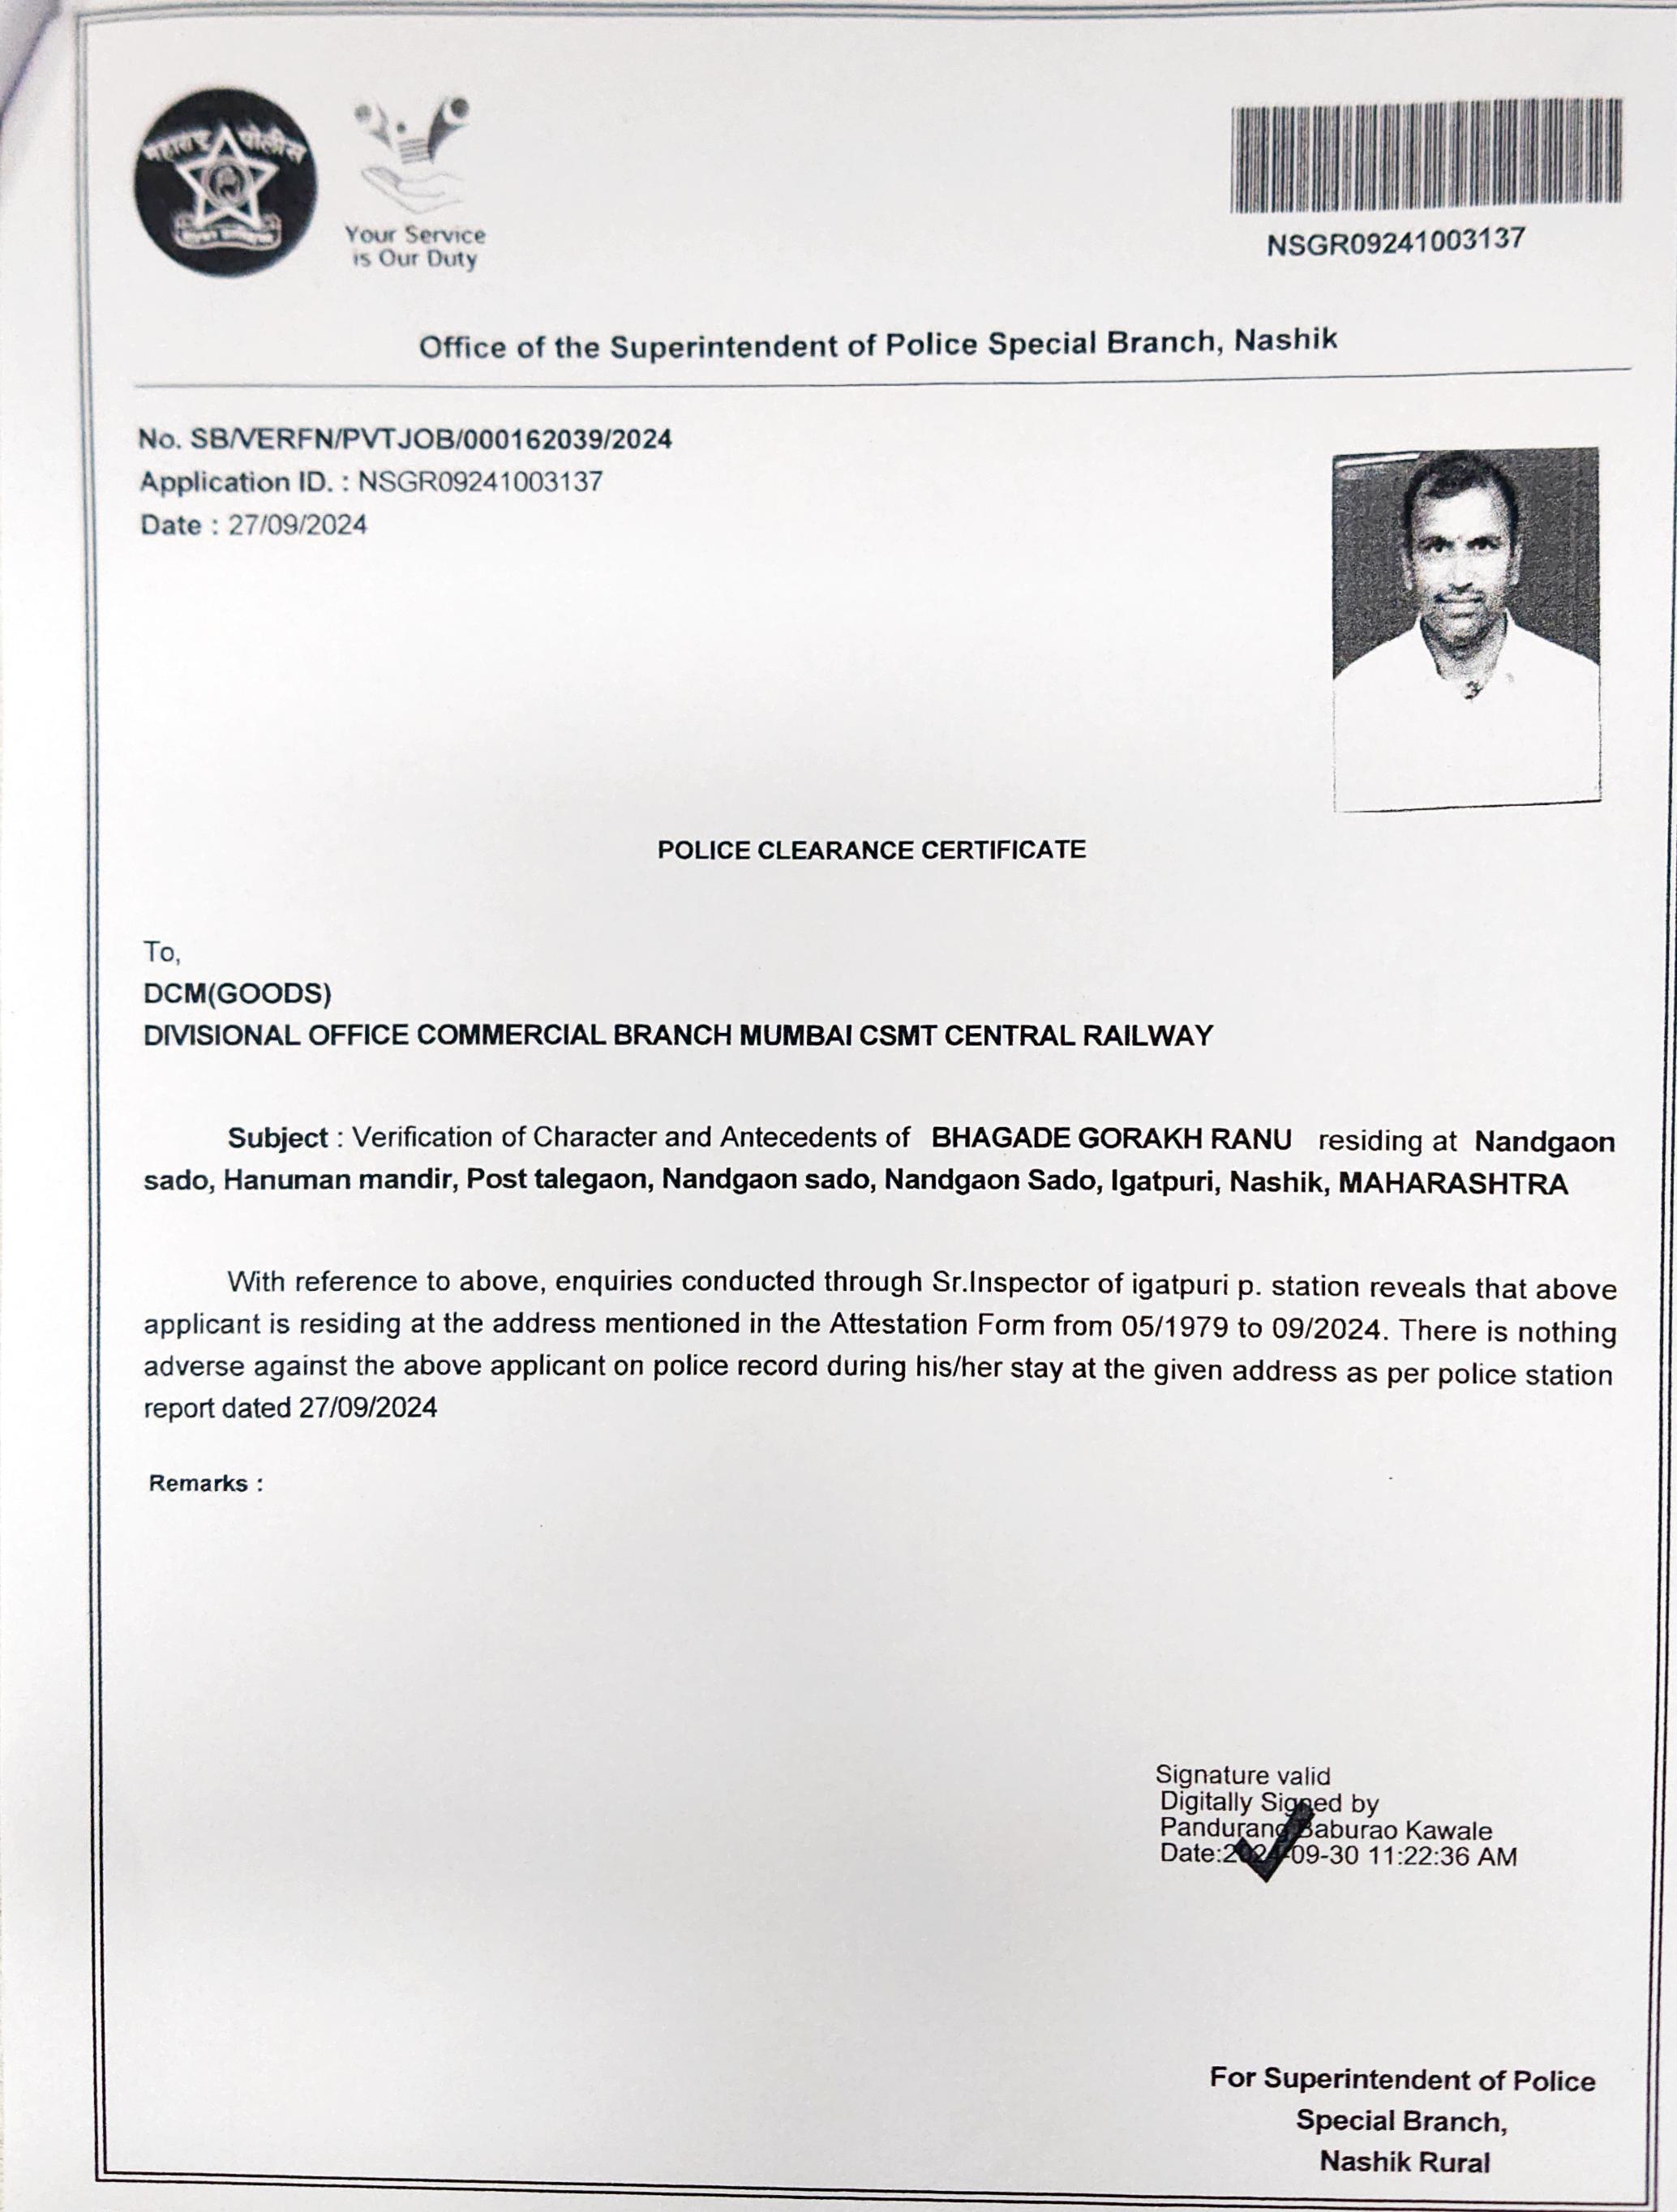 महाराष्ट्र पोलीस
Your Service
is Our Duty
NSGR09241003137
Office of the Superintendent of Police Special Branch, Nashik
No. SB/VERFN/PVTJOB/000162039/2024
Application ID. : NSGR09241003137
Date : 27/09/2024
POLICE CLEARANCE CERTIFICATE
To,
DCM(GOODS)
DIVISIONAL OFFICE COMMERCIAL BRANCH MUMBAI CSMT CENTRAL RAILWAY
Subject : Verification of Character and Antecedents of BHAGADE GORAKH RANU residing at Nandgaon
sado, Hanuman mandir, Post talegaon, Nandgaon sado, Nandgaon Sado, Igatpuri, Nashik, MAHARASHTRA
With reference to above, enquiries conducted through Sr.Inspector of igatpuri p. station reveals that above
applicant is residing at the address mentioned in the Attestation Form from 05/1979 to 09/2024. There is nothing
adverse against the above applicant on police record during his/her stay at the given address as per police station
report dated 27/09/2024
Remarks :
Signature valid
Digitally Signed by
Pandurang Baburao Kawale
Date:2024-09-30 11:22:36 AM
For Superintendent of Police
Special Branch,
Nashik Rural